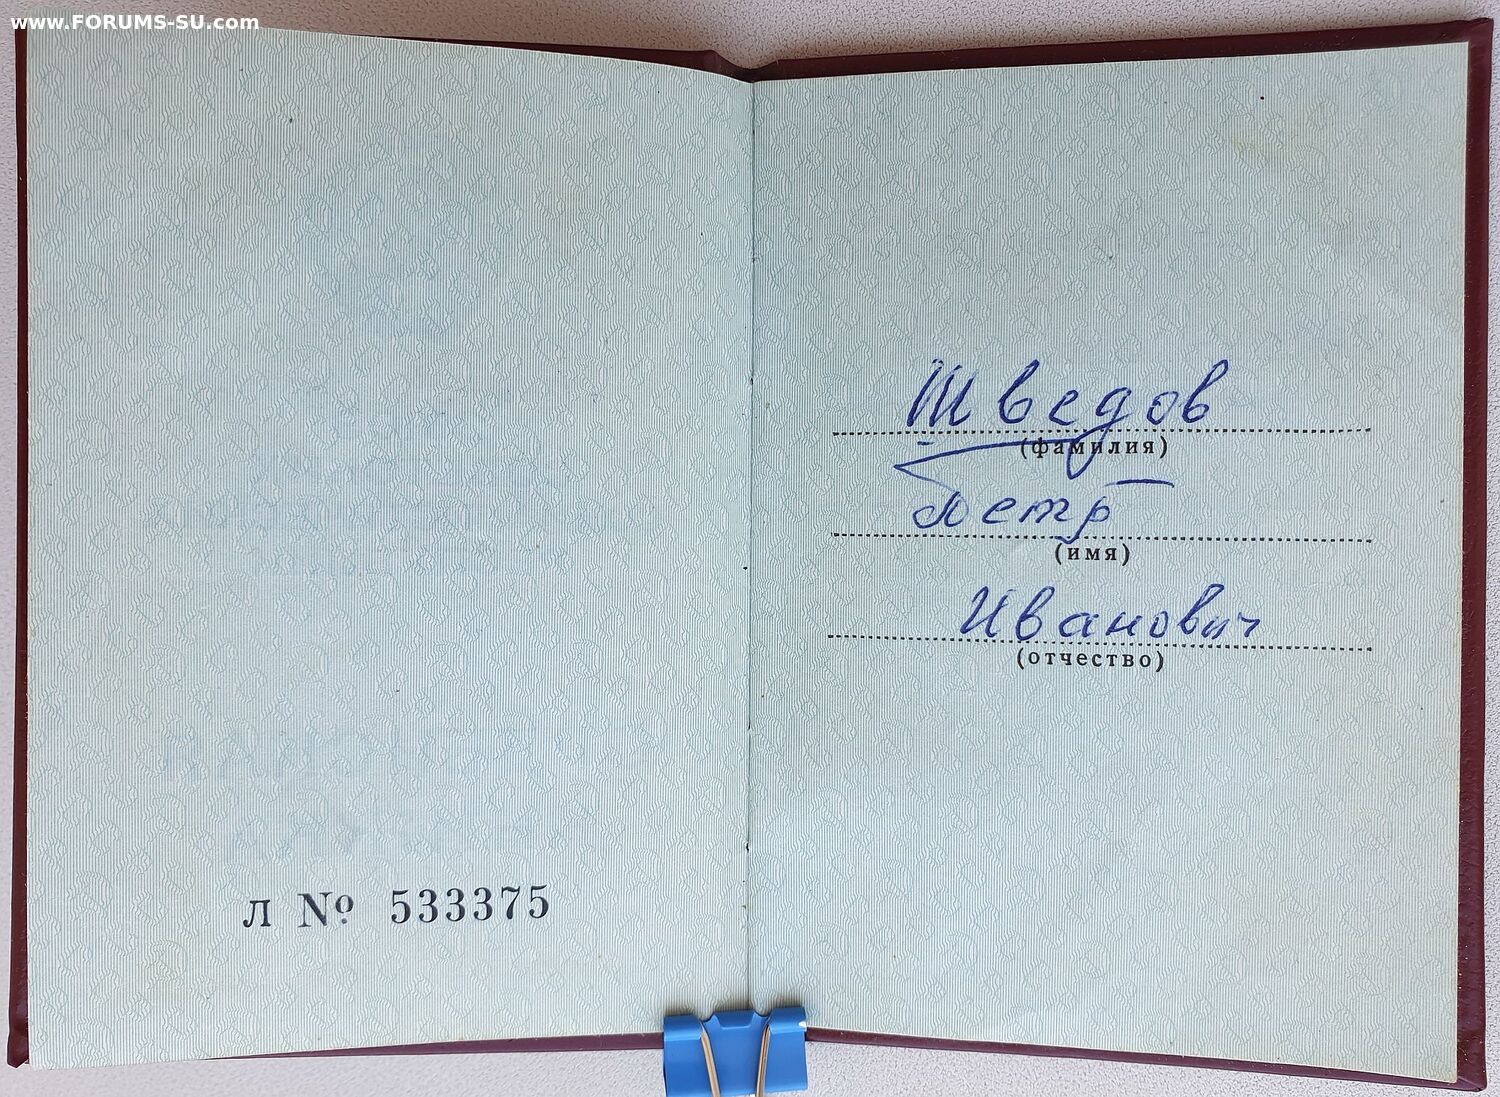 www.FORUMS-SU.com
Л № 533375
Шведов
(фамилия)
Петр
(имя)
Иванович
(отчество)